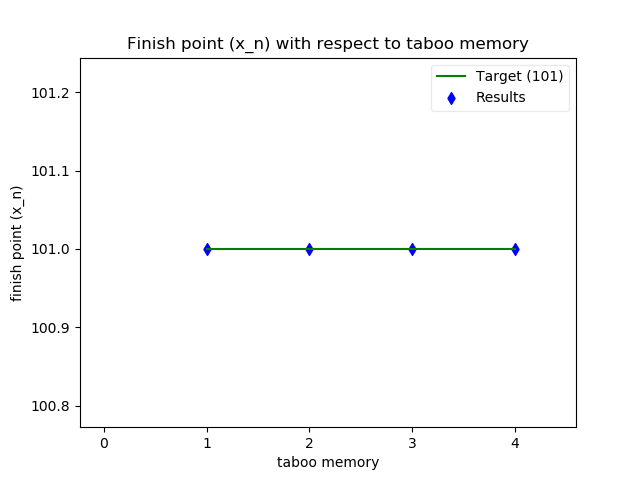 Finish point (x_n) with respect to taboo memory
Target (101)
Results
101.2
101.1
101.0
100.9
100.8
finish point (x_n)
0 1 2 3 4
taboo memory